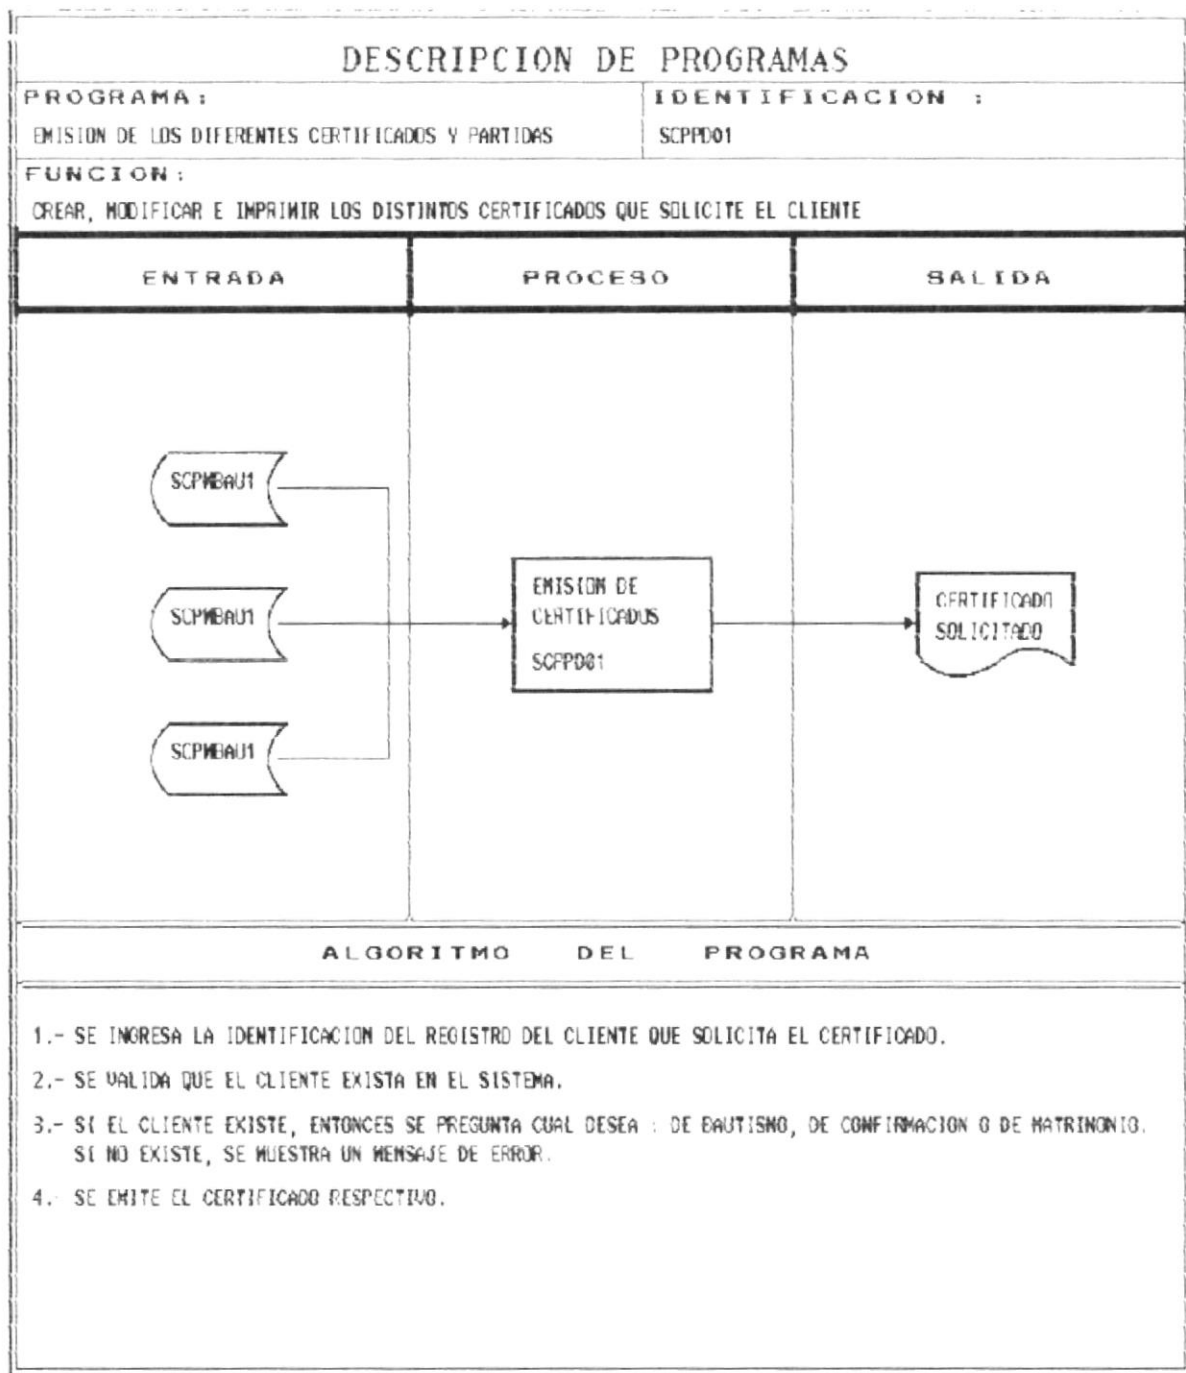 DESCRIPCION DE PROGRAMAS
PROGRAMA:
IDENTIFICACION :
EMISION DE LOS DIFERENTES CERTIFICADOS Y PARTIDAS
SCPPD01
FUNCION:
CREAR, MODIFICAR E IMPRIMIR LOS DISTINTOS CERTIFICADOS QUE SOLICITE EL CLIENTE
ENTRADA
PROCESO
SALIDA
SCPMBAU1
SCPMBAU1
SCPMBAU1
EMISION DE
CERTIFICADOS
SCPPD01
CERTIFICADO
SOLICITADO
ALGORITMO DEL PROGRAMA
1.- SE INGRESA LA IDENTIFICACION DEL REGISTRO DEL CLIENTE QUE SOLICITA EL CERTIFICADO.
2.- SE VALIDA QUE EL CLIENTE EXISTA EN EL SISTEMA.
3.- SI EL CLIENTE EXISTE, ENTONCES SE PREGUNTA CUAL DESEA : DE BAUTISMO, DE CONFIRMACION O DE MATRIMONIO.
SI NO EXISTE, SE MUESTRA UN MENSAJE DE ERROR.
4.- SE EMITE EL CERTIFICADO RESPECTIVO.